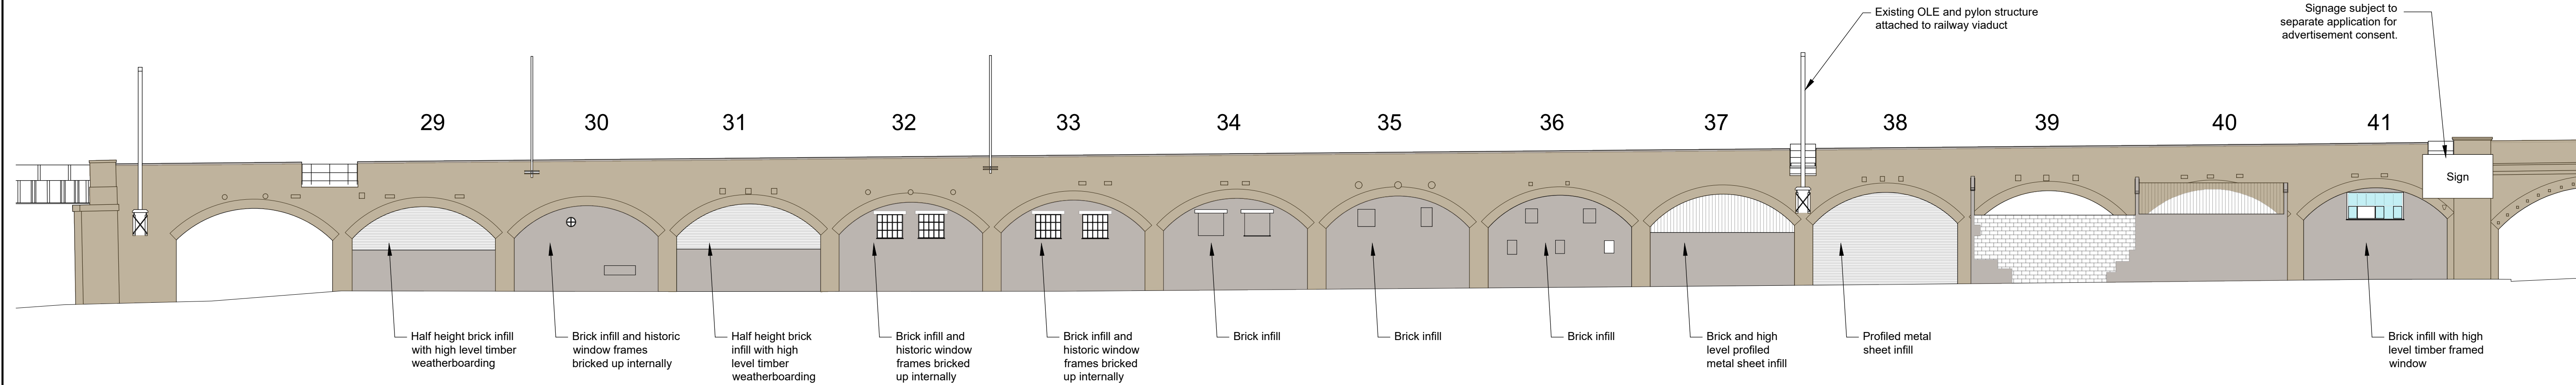 Existing OLE and pylon structure
attached to railway viaduct
Signage subject to
separate application for
advertisement consent.
29
30
31
32
33
34
35
36
37
38
39
40
41
Sign
Half height brick infill
with high level timber
weatherboarding
Brick infill and historic
window frames
bricked up internally
Half height brick
infill with high
level timber
weatherboarding
Brick infill and
historic window
frames bricked
up internally
Brick infill and
historic window
frames bricked
up internally
Brick infill
Brick infill
Brick infill
Brick and high
level profiled
metal sheet infill
Profiled metal
sheet infill
Brick infill with high
level timber framed
window